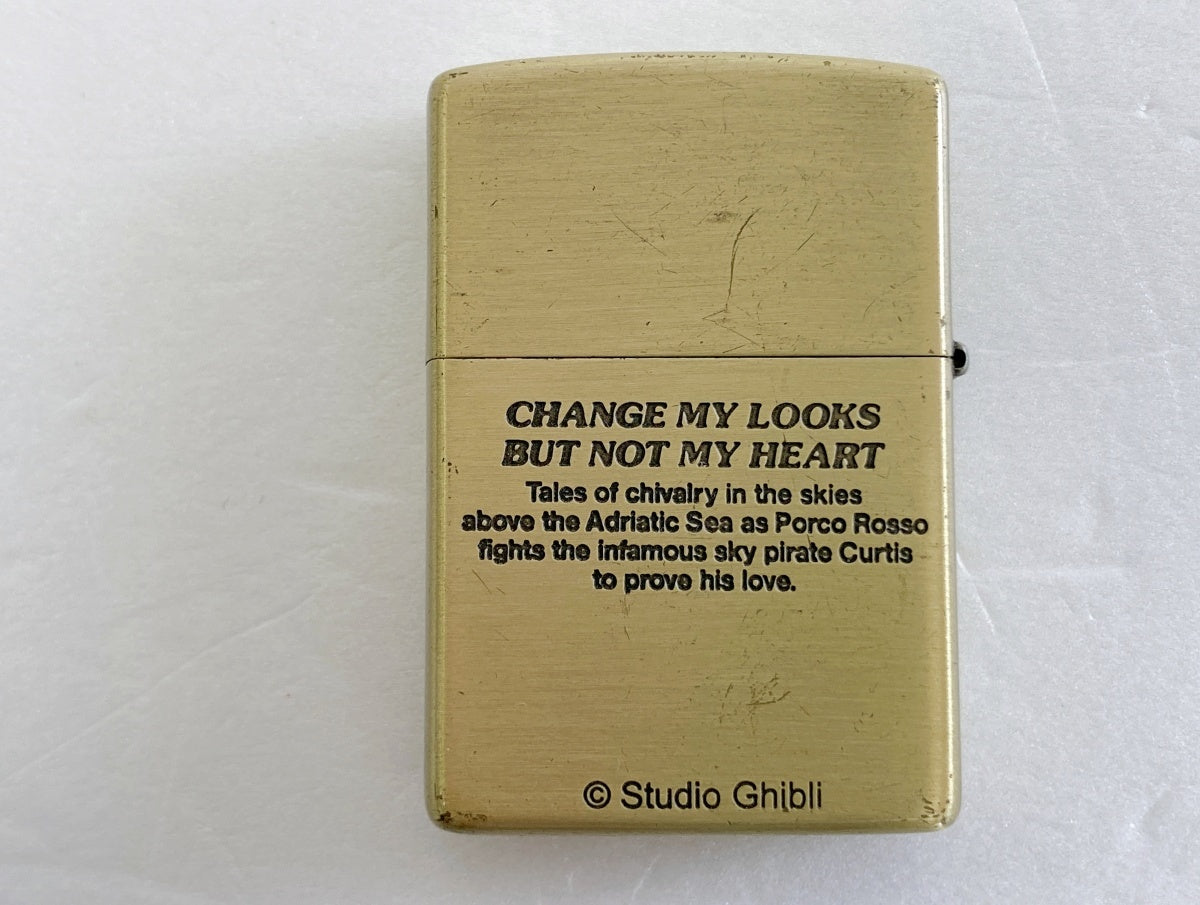 CHANGE MY LOOKS
BUT NOT MY HEART
Tales of chivalry in the skies
above the Adriatic Sea as Porco Rosso
fights the infamous sky pirate Curtis
to prove his love.
© Studio Ghibli